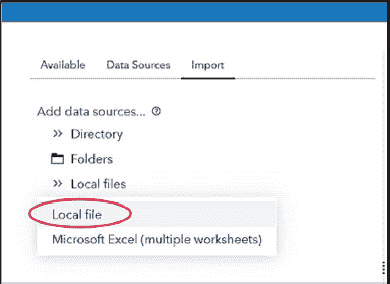 Available Data Sources Import
Add data sources...
Directory
Folders
Local files
Local file
Microsoft Excel (multiple worksheets)